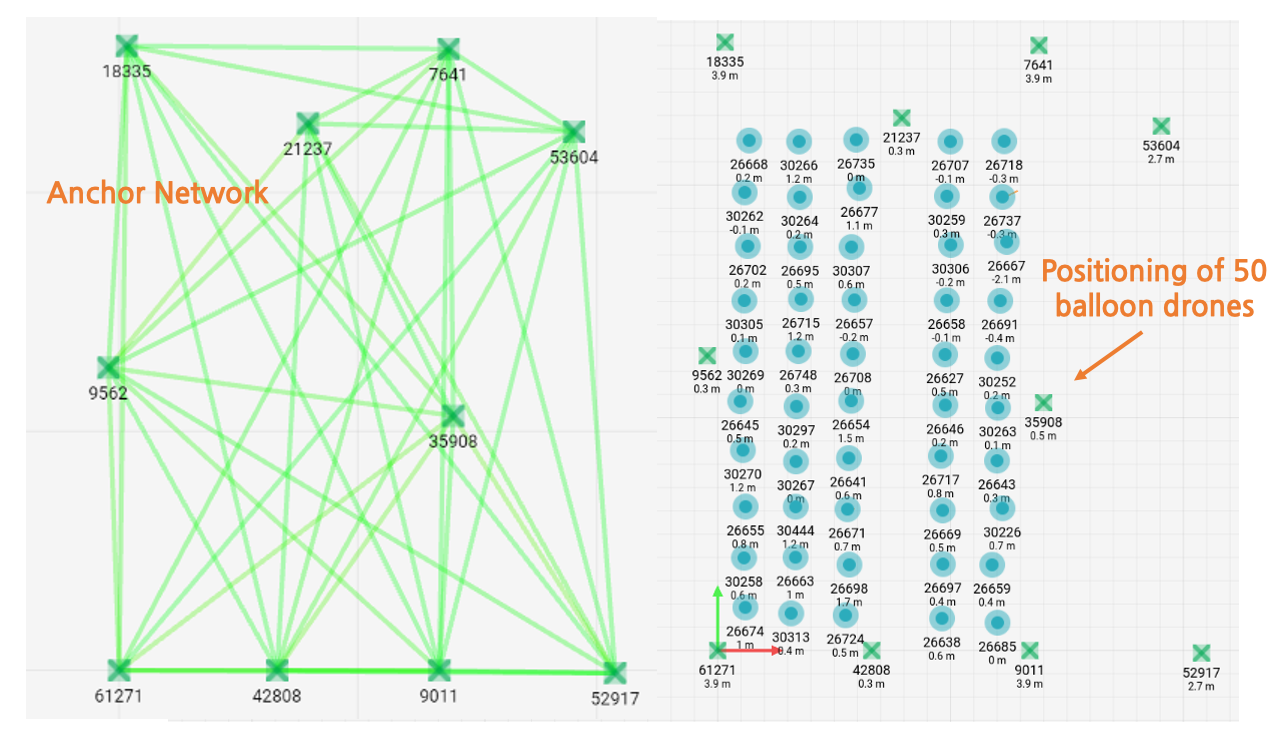 18335
7641
21237
53604
Anchor Network
9562
35908
61271
42808
9011
52917
18335
3.9 m
7641
3.9 m
21237
0.3 m
53604
2.7 m
26668
0.2 m
30266
1.2 m
26735
0 m
26707
-0.1 m
26718
-0.3 m
30262
-0.1 m
30264
0.2 m
26677
1.1 m
30259
0.3 m
26737
-0.3 m
26702
0.2 m
26695
0.5 m
30307
0.6 m
30306
-0.2 m
26667
-2.1 m
Positioning of 50
balloon drones
30305
0.1 m
26715
1.2 m
26657
-0.2 m
26658
-0.1 m
26691
-0.4 m
9562
0.3 m
30269
0 m
26748
0.3 m
26708
0 m
26627
0.5 m
30252
0.2 m
35908
0.5 m
26645
0.5 m
30297
0.2 m
26654
1.5 m
26646
0.2 m
30263
0.1 m
30270
1.2 m
30267
0 m
26641
0.6 m
26717
0.8 m
26643
0.3 m
26655
0.8 m
30444
1.2 m
26671
0.7 m
26669
0.5 m
30226
0.7 m
30258
0.6 m
26663
1 m
26698
1.7 m
26697
0.4 m
26659
0.4 m
26674
1 m
30313
0.4 m
26724
0.5 m
26638
0.6 m
26685
0 m
61271
3.9 m
42808
0.3 m
9011
3.9 m
52917
2.7 m